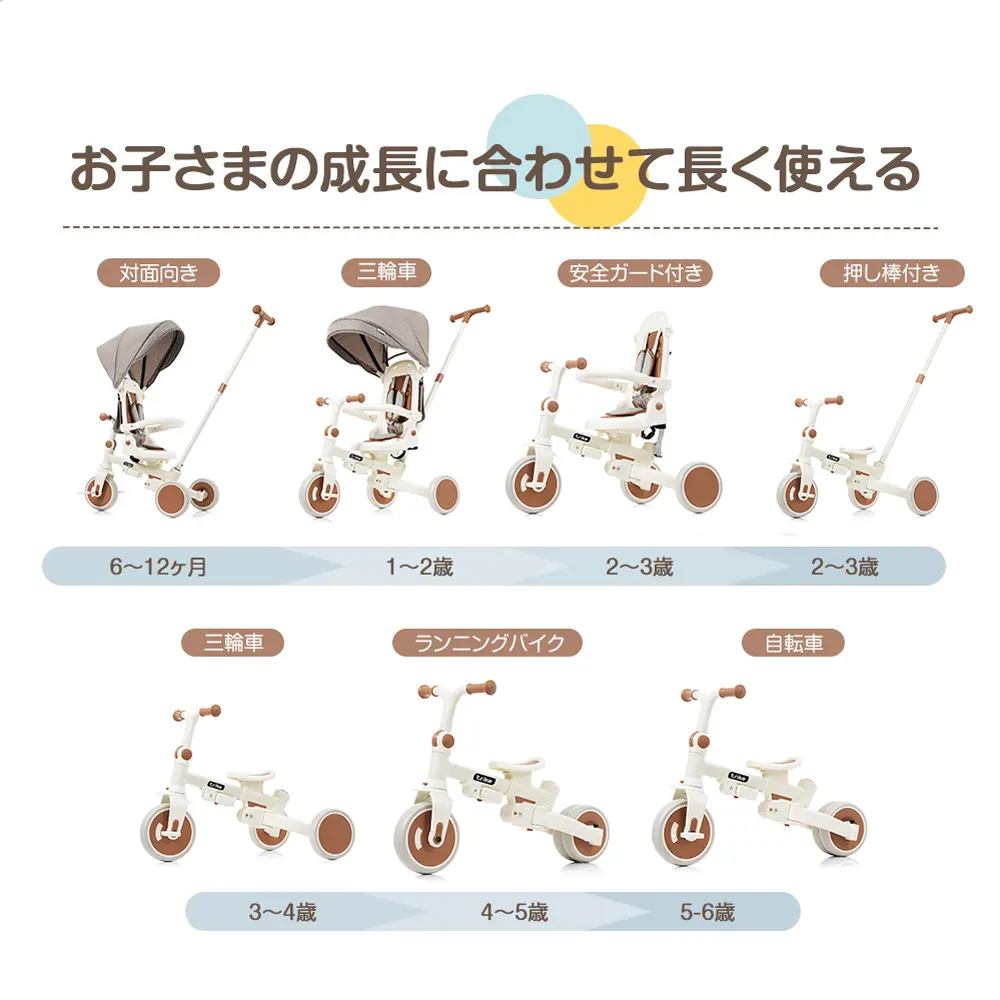 お子さまの成長に合わせて長く使える
対面向き 三輪車 安全ガード付き 押し棒付き
6〜12ヶ月 1〜2歳 2〜3歳 2〜3歳
三輪車 ランニングバイク 自転車
3〜4歳 4〜5歳 5-6歳